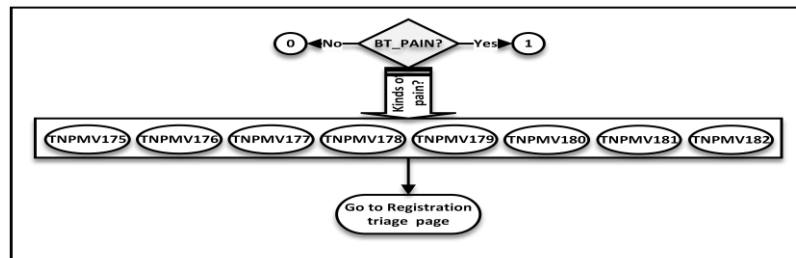 0 No BT_PAIN? Yes 1
Kinds of
pain?
TNPMV175 TNPMV176 TNPMV177 TNPMV178 TNPMV179 TNPMV180 TNPMV181 TNPMV182
Go to Registration
triage page